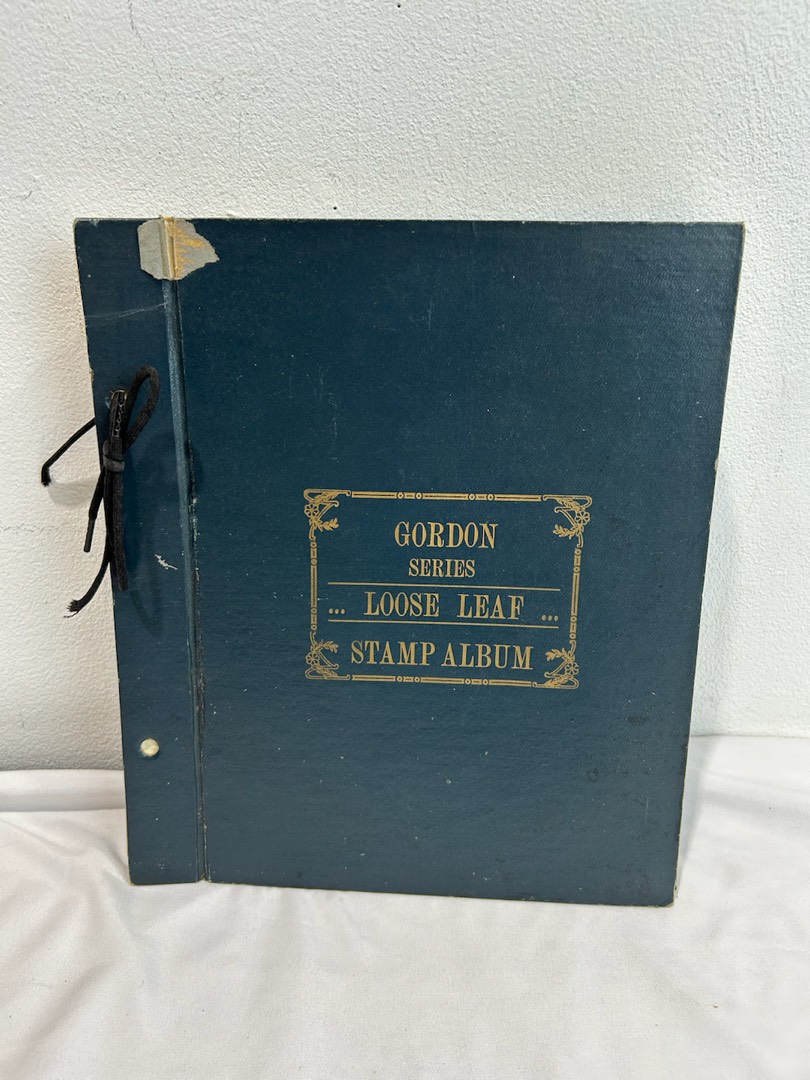 GORDON
SERIES
... LOOSE LEAF ...
STAMP ALBUM